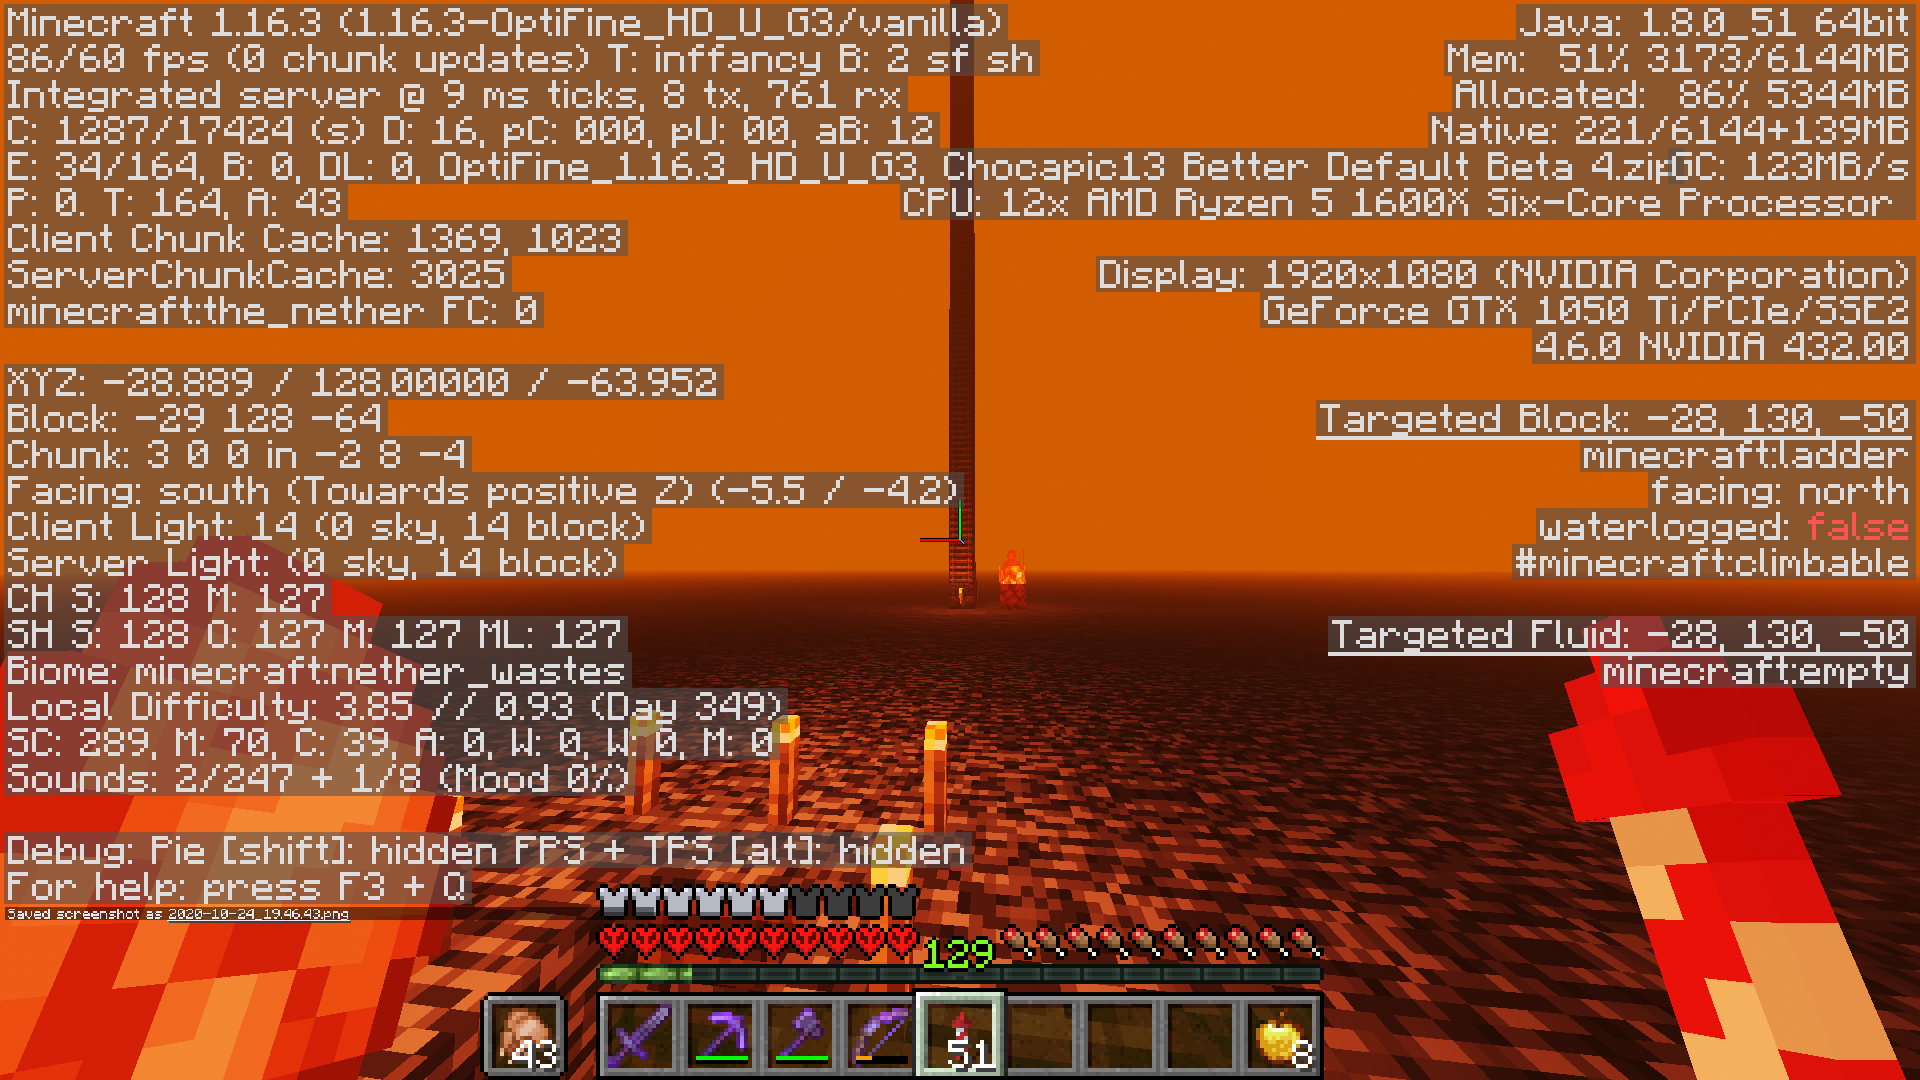 Minecraft 1.16.3 (1.16.3-OptiFine_HD_U_G3/vanilla)
86/60 fps (0 chunk updates) T: inffancy B: 2 sf sh
Integrated server @ 9 ms ticks, 8 tx, 761 rx
C: 1287/17424 (s) D: 16, pC: 000, pU: 00, aB: 12
E: 34/164, B: 0, DL: 0, OptiFine_1.16.3_HD_U_G3, Chocapic13 Better Default Beta 4.zip
P: 0. T: 164, A: 43
Client Chunk Cache: 1369, 1023
ServerChunkCache: 3025
minecraft:the_nether FC: 0
XYZ: -28.889 / 128.00000 / -63.952
Block: -29 128 -64
Chunk: 3 0 0 in -2 8 -4
Facing: south (Towards positive Z) (-5.5 / -4.2)
Client Light: 14 (0 sky, 14 block)
Server Light: (0 sky, 14 block)
CH S: 128 M: 127
SH S: 128 O: 127 M: 127 ML: 127
Biome: minecraft:nether_wastes
Local Difficulty: 3.85 // 0.93 (Day 349)
SC: 289, M: 70, C: 39, A: 0, W: 0, W: 0, M: 0
Sounds: 2/247 + 1/8 (Mood 0%)
Debug: Pie [shift]: hidden FPS + TPS [alt]: hidden
For help: press F3 + Q
Saved screenshot as 2020-10-24_19.46.43.png
Java: 1.8.0_51 64bit
Mem: 51% 3173/6144MB
Allocated: 86% 5344MB
Native: 221/6144+139MB
GC: 123MB/s
CPU: 12x AMD Ryzen 5 1600X Six-Core Processor
Display: 1920x1080 (NVIDIA Corporation)
GeForce GTX 1050 Ti/PCIe/SSE2
4.6.0 NVIDIA 432.00
Targeted Block: -28, 130, -50
minecraft:ladder
facing: north
waterlogged: false
#minecraft:climbable
Targeted Fluid: -28, 130, -50
minecraft:empty
129
43
51
8